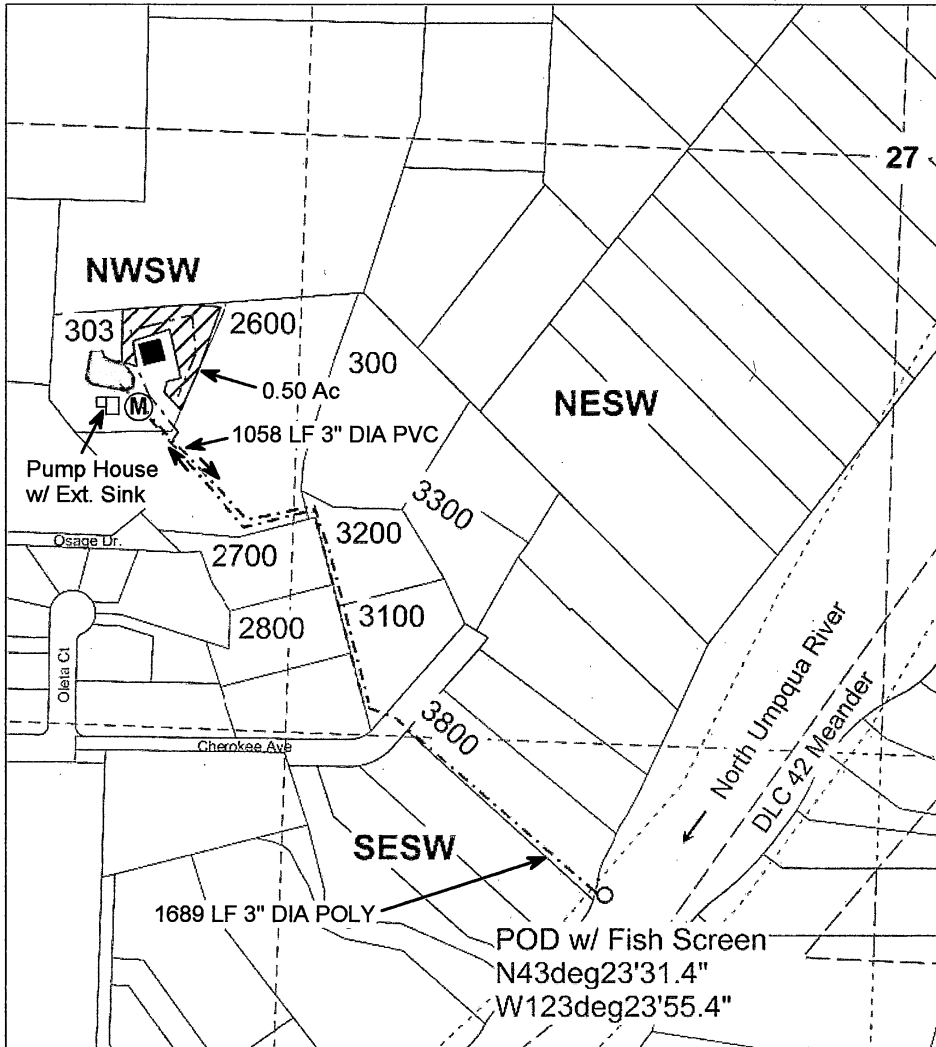 27
NWSW
303
2600
300
0.50 Ac
NESW
M
1058 LF 3" DIA PVC
Pump House
w/ Ext. Sink
3300
3200
Osage Dr.
2700
2800
3100
Oleta Ct
3800
Cherokee Ave
North Umpqua River
DLC 42 Meander
SESW
1689 LF 3" DIA POLY
POD w/ Fish Screen
N43deg23'31.4"
W123deg23'55.4"